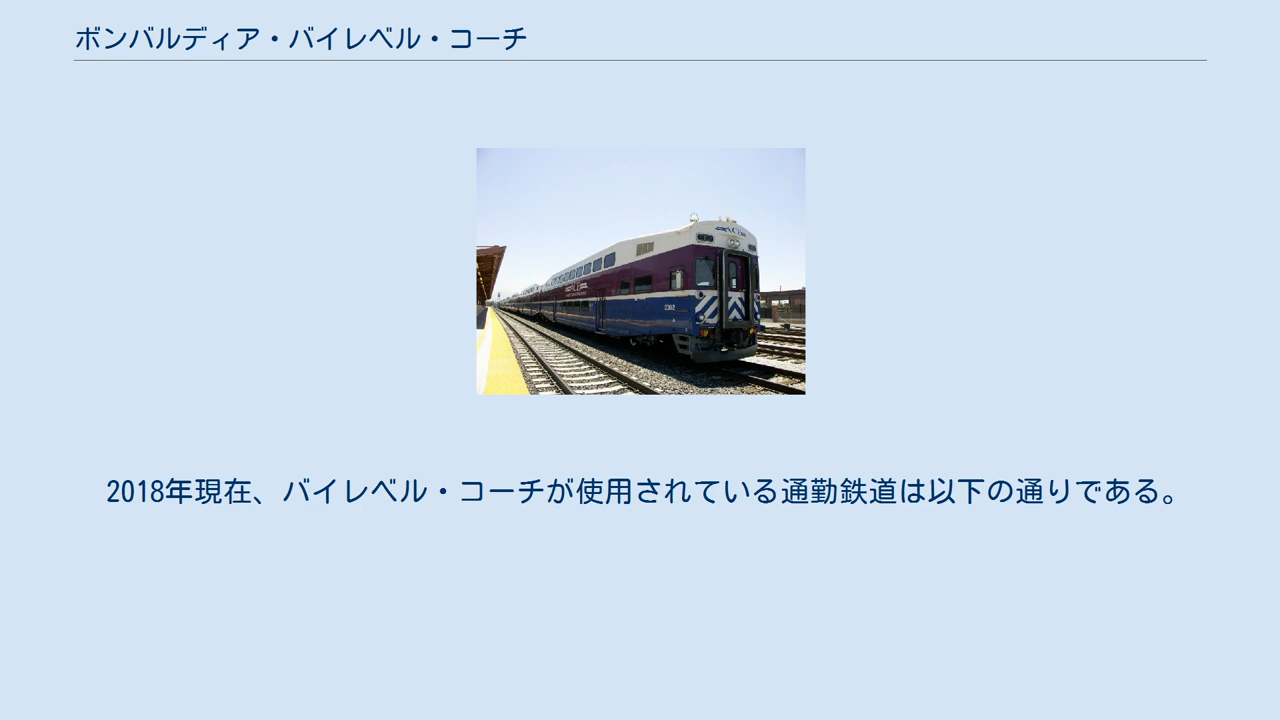 ボンバルディア・バイレベル・コーチ
2018年現在、バイレベル・コーチが使用されている通勤鉄道は以下の通りである。